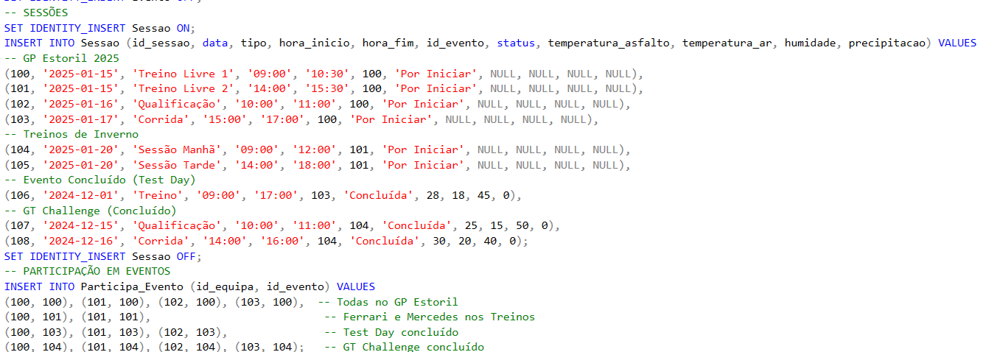 SET IDENTITY_INSERT Evento OFF;
-- SESSÕES
SET IDENTITY_INSERT Sessao ON;
INSERT INTO Sessao (id_sessao, data, tipo, hora_inicio, hora_fim, id_evento, status, temperatura_asfalto, temperatura_ar, humidade, precipitacao) VALUES
-- GP Estoril 2025
(100, '2025-01-15', 'Treino Livre 1', '09:00', '10:30', 100, 'Por Iniciar', NULL, NULL, NULL, NULL),
(101, '2025-01-15', 'Treino Livre 2', '14:00', '15:30', 100, 'Por Iniciar', NULL, NULL, NULL, NULL),
(102, '2025-01-16', 'Qualificação', '10:00', '11:00', 100, 'Por Iniciar', NULL, NULL, NULL, NULL),
(103, '2025-01-17', 'Corrida', '15:00', '17:00', 100, 'Por Iniciar', NULL, NULL, NULL, NULL),
-- Treinos de Inverno
(104, '2025-01-20', 'Sessão Manhã', '09:00', '12:00', 101, 'Por Iniciar', NULL, NULL, NULL, NULL),
(105, '2025-01-20', 'Sessão Tarde', '14:00', '18:00', 101, 'Por Iniciar', NULL, NULL, NULL, NULL),
-- Evento Concluído (Test Day)
(106, '2024-12-01', 'Treino', '09:00', '17:00', 103, 'Concluída', 28, 18, 45, 0),
-- GT Challenge (Concluído)
(107, '2024-12-15', 'Qualificação', '10:00', '11:00', 104, 'Concluída', 25, 15, 50, 0),
(108, '2024-12-16', 'Corrida', '14:00', '16:00', 104, 'Concluída', 30, 20, 40, 0);
SET IDENTITY_INSERT Sessao OFF;
-- PARTICIPAÇÃO EM EVENTOS
INSERT INTO Participa_Evento (id_equipa, id_evento) VALUES
(100, 100), (101, 100), (102, 100), (103, 100),  -- Todas no GP Estoril
(100, 101), (101, 101),  -- Ferrari e Mercedes nos Treinos
(100, 103), (101, 103), (102, 103),  -- Test Day concluído
(100, 104), (101, 104), (102, 104), (103, 104);  -- GT Challenge concluído